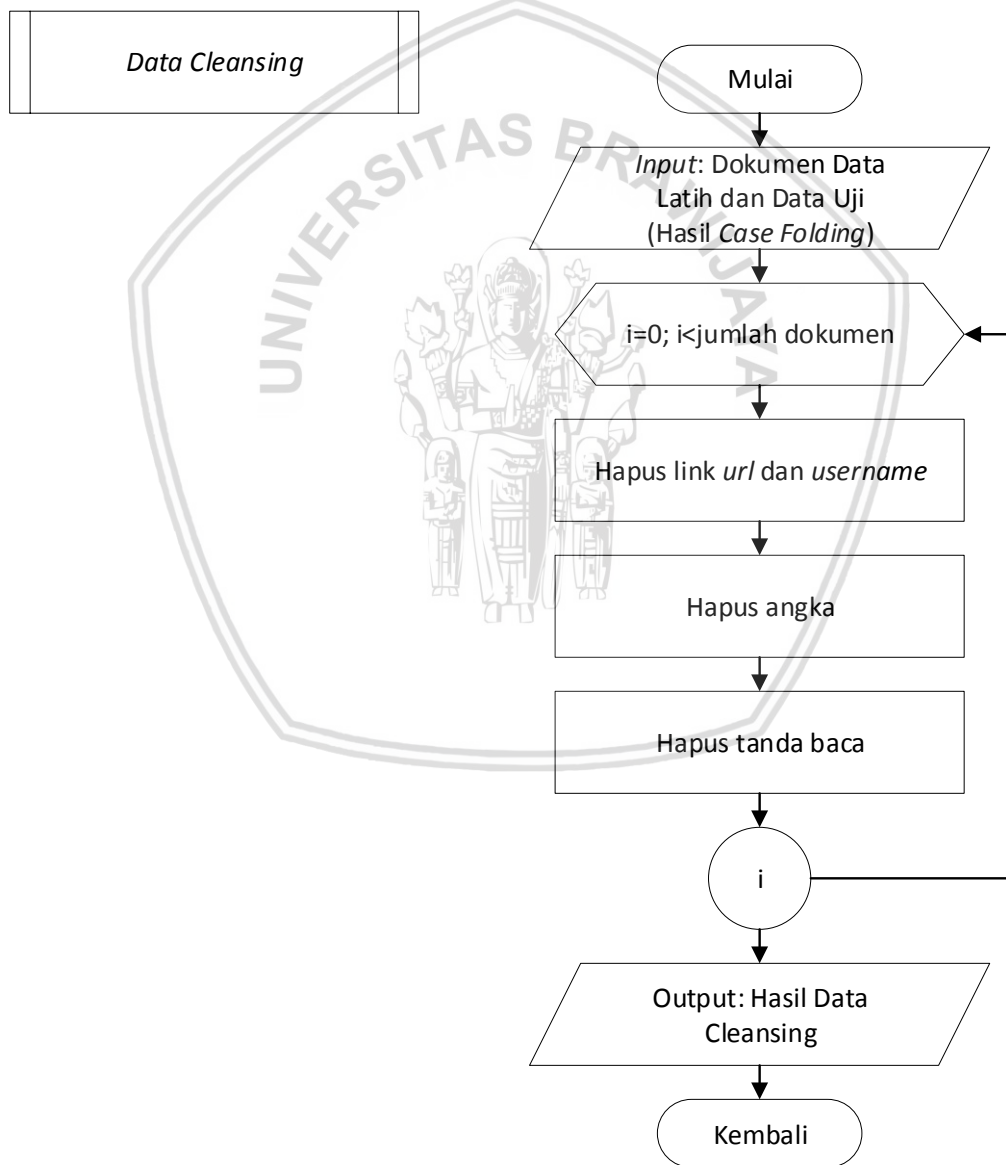 Data Cleansing
Mulai
UNIVERSITAS BRAWIJAYA
Input: Dokumen Data
Latih dan Data Uji
(Hasil Case Folding)
i=0; i<jumlah dokumen
Hapus link url dan username
Hapus angka
Hapus tanda baca
i
Output: Hasil Data
Cleansing
Kembali